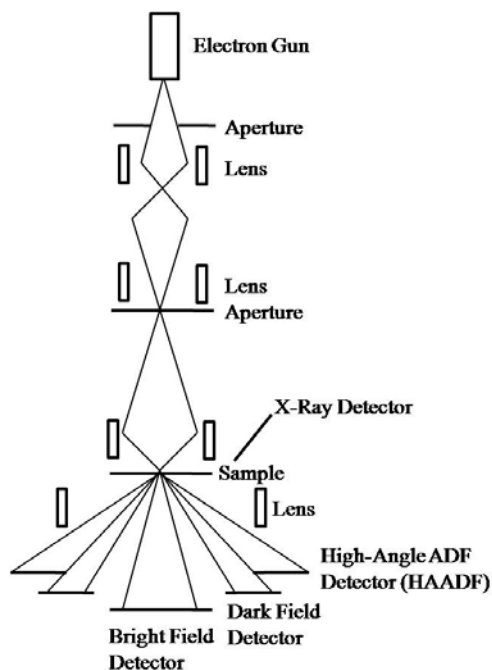 Electron Gun
Aperture
Lens
Lens
Aperture
X-Ray Detector
Sample
Lens
High-Angle ADF
Detector (HAADF)
Dark Field
Detector
Bright Field
Detector